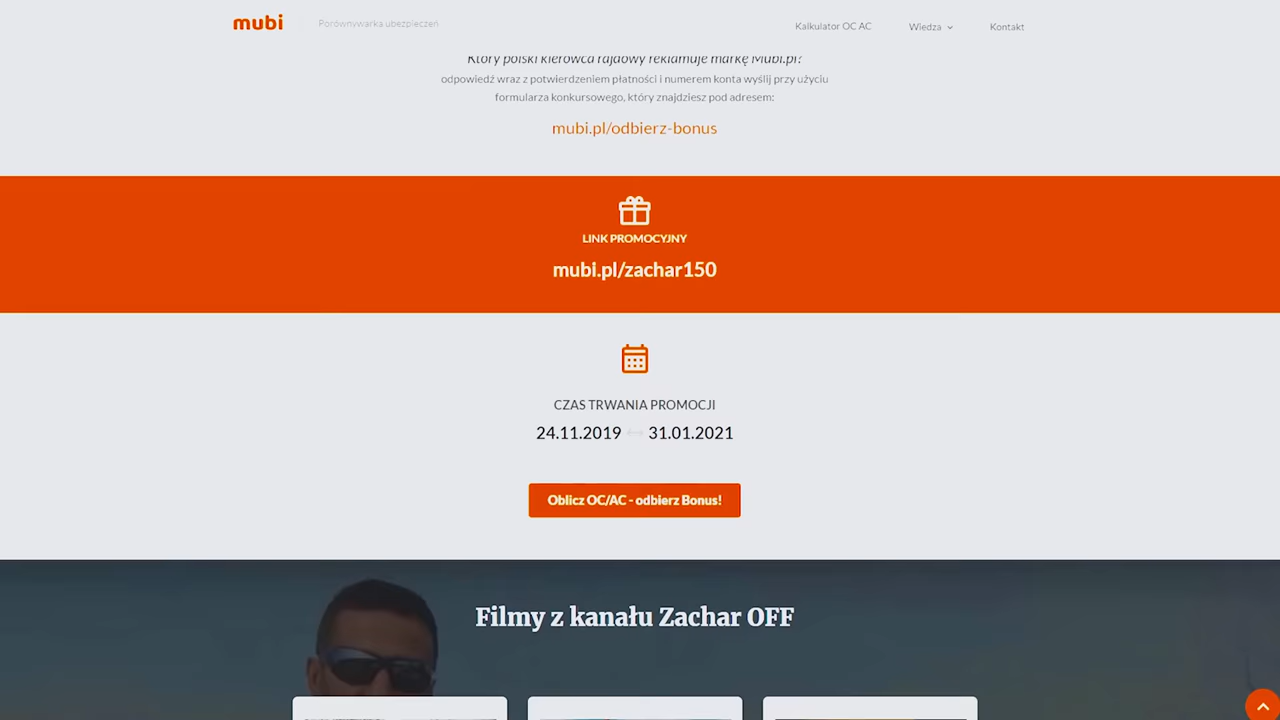 mubi
Porównywarka ubezpieczeń
Kalkulator OC AC
Wiedza
Kontakt
Który polski kierowca rajdowy reklamuje markę Mubi.pl?
odpowiedź wraz z potwierdzeniem płatności i numerem konta wyślij przy użyciu
formularza konkursowego, który znajdziesz pod adresem:
mubi.pl/odbierz-bonus
LINK PROMOCYJNY
mubi.pl/zachar150
CZAS TRWANIA PROMOCJI
24.11.2019 <-> 31.01.2021
Oblicz OC/AC - odbierz Bonus!
Filmy z kanału Zachar OFF